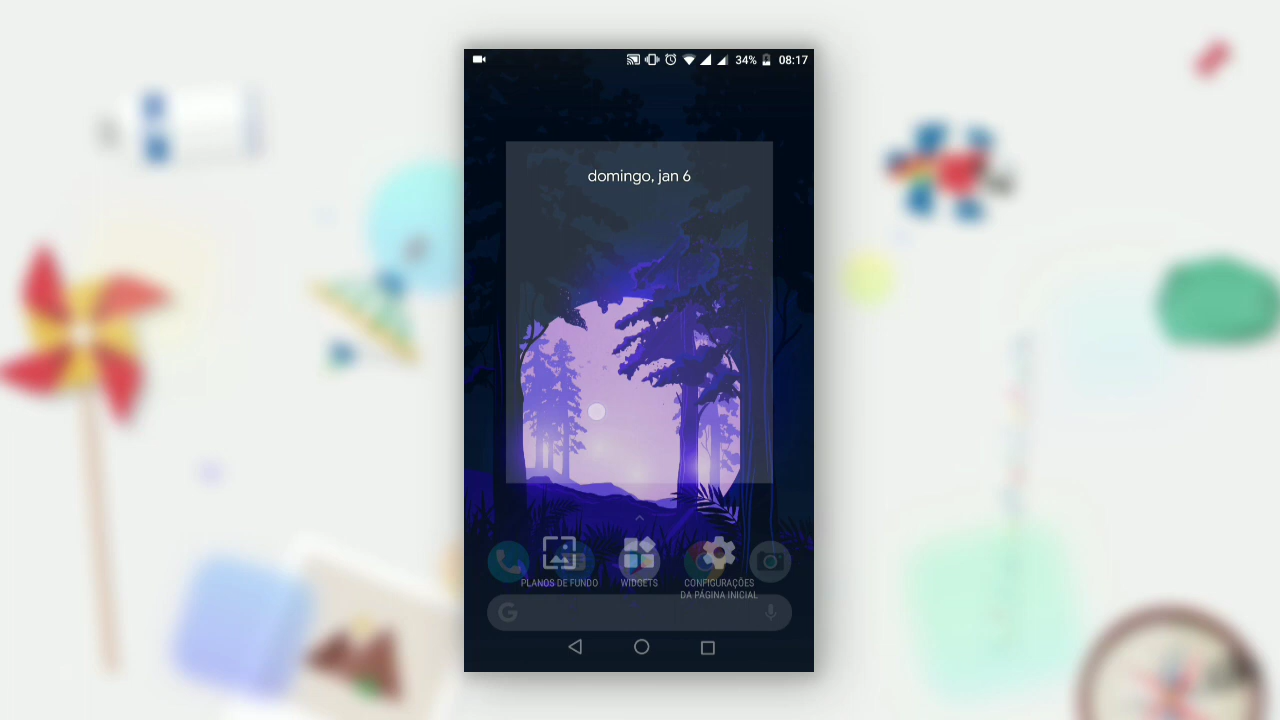 34% 08:17
domingo, jan 6
PLANOS DE FUNDO
WIDGETS
CONFIGURAÇÕES
DA PÁGINA INICIAL
G